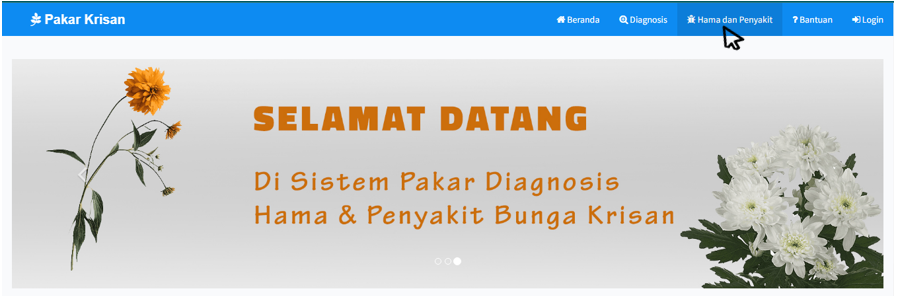 Pakar Krisan
Beranda Diagnosis Hama dan Penyakit Bantuan Login
SELAMAT DATANG
Di Sistem Pakar Diagnosis
Hama & Penyakit Bunga Krisan